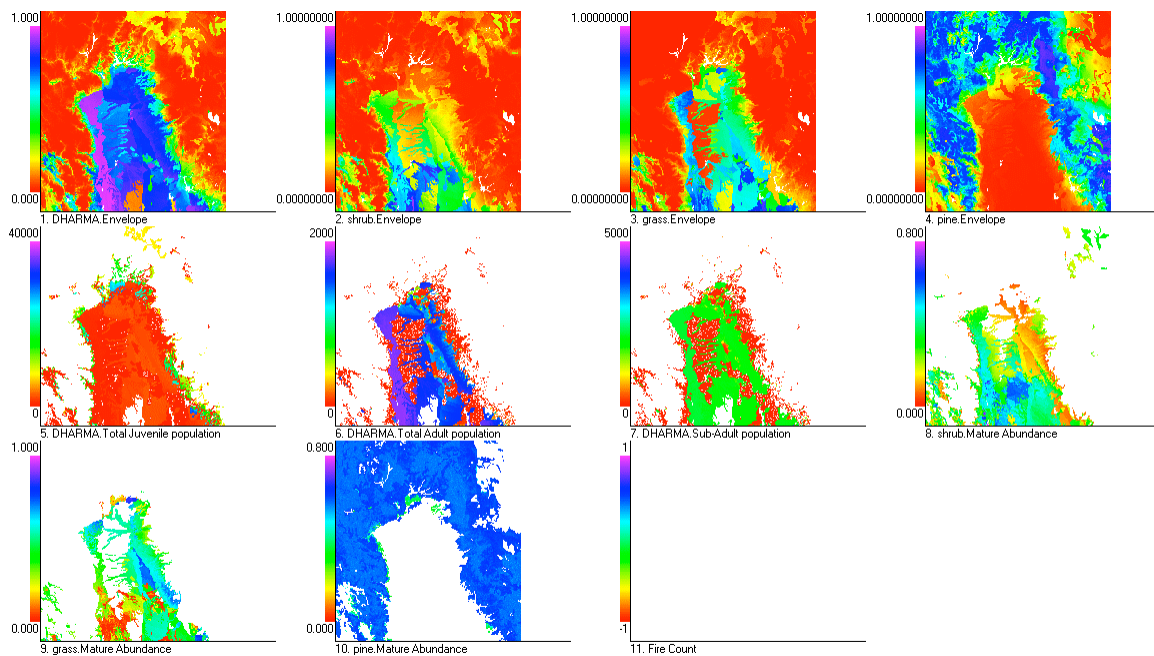 1.000 1.00000000 1.00000000 1.00000000
0.000 0.00000000 0.00000000 0.00000000
1. DHARMA.Envelope 2. shrub.Envelope 3. grass.Envelope 4. pine.Envelope
40000 2000 5000 0.800
0 0 0 0.000
5. DHARMA.Total Juvenile population 6. DHARMA.Total Adult population 7. DHARMA.Sub-Adult population 8. shrub.Mature Abundance
1.000 0.800 1
0.000 0.000 -1
9. grass.Mature Abundance 10. pine.Mature Abundance 11. Fire Count